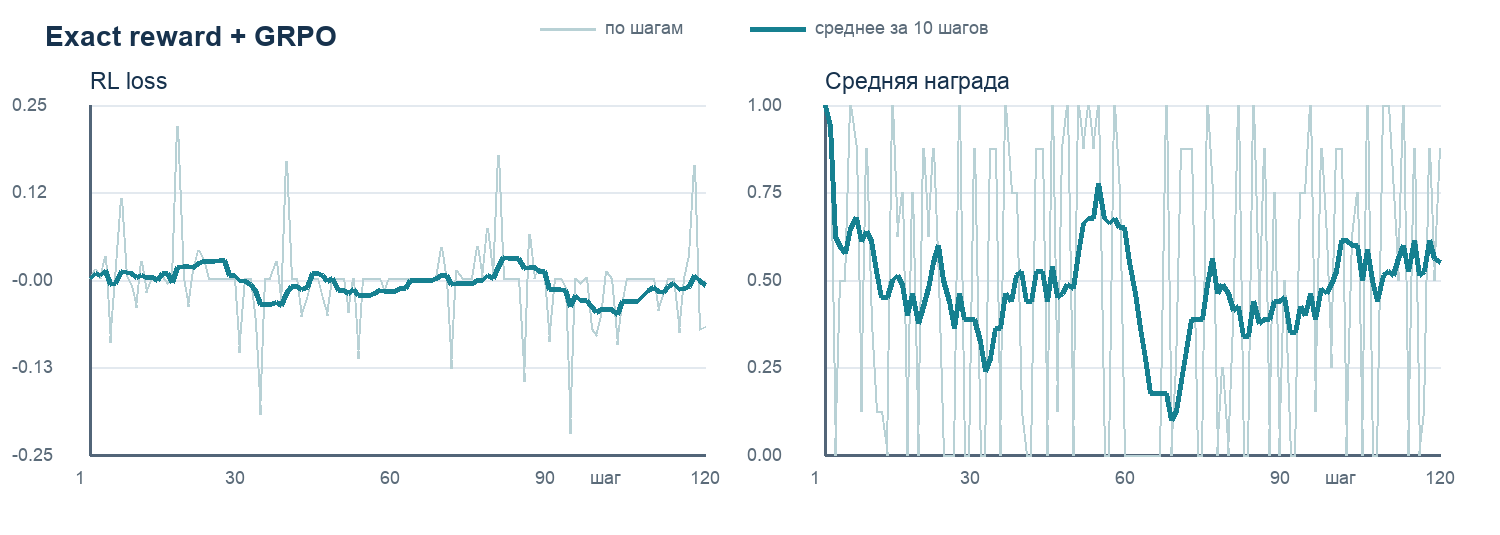 Exact reward + GRPO
по шагам
среднее за 10 шагов
RL loss
0.25
0.12
-0.00
-0.13
-0.25
1 30 60 90 шаг 120
Средняя награда
1.00
0.75
0.50
0.25
0.00
1 30 60 90 шаг 120